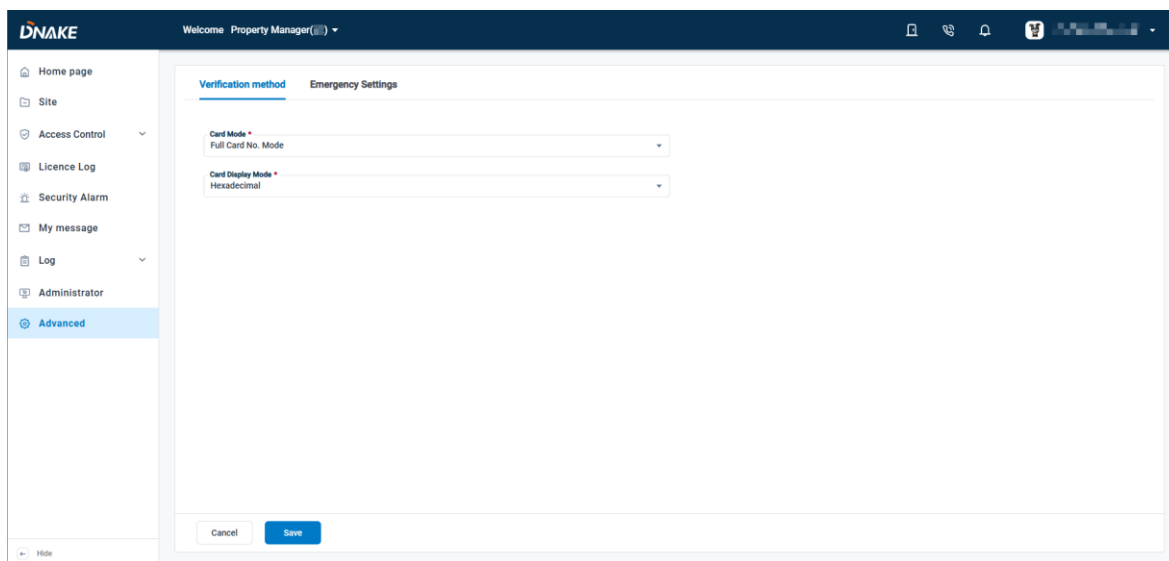 DNAKE
Welcome Property Manager( )
Home page
Site
Access Control
Licence Log
Security Alarm
My message
Log
Administrator
Advanced
Hide
Verification method
Emergency Settings
Card Mode *
Full Card No. Mode
Card Display Mode *
Hexadecimal
Cancel
Save